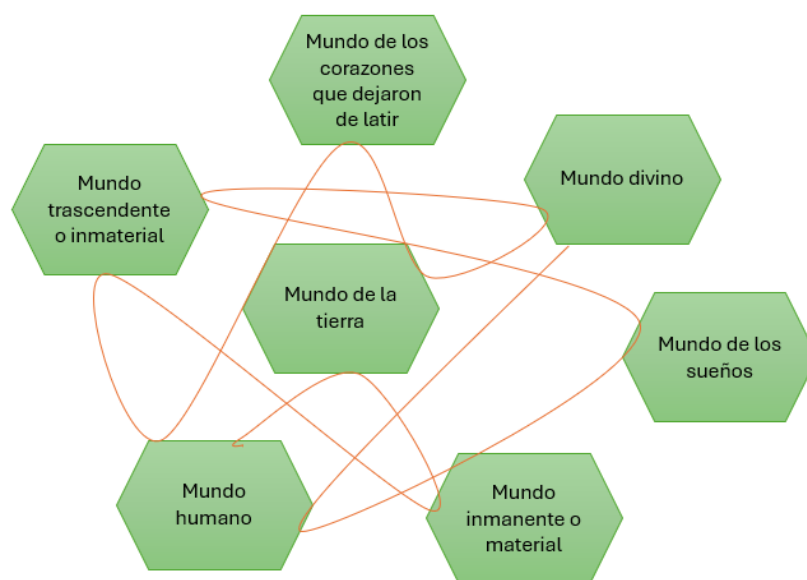 Mundo de los
corazones
que dejaron
de latir
Mundo
trascendente
o inmaterial
Mundo divino
Mundo de la
tierra
Mundo de los
sueños
Mundo
humano
Mundo
inmanente o
material